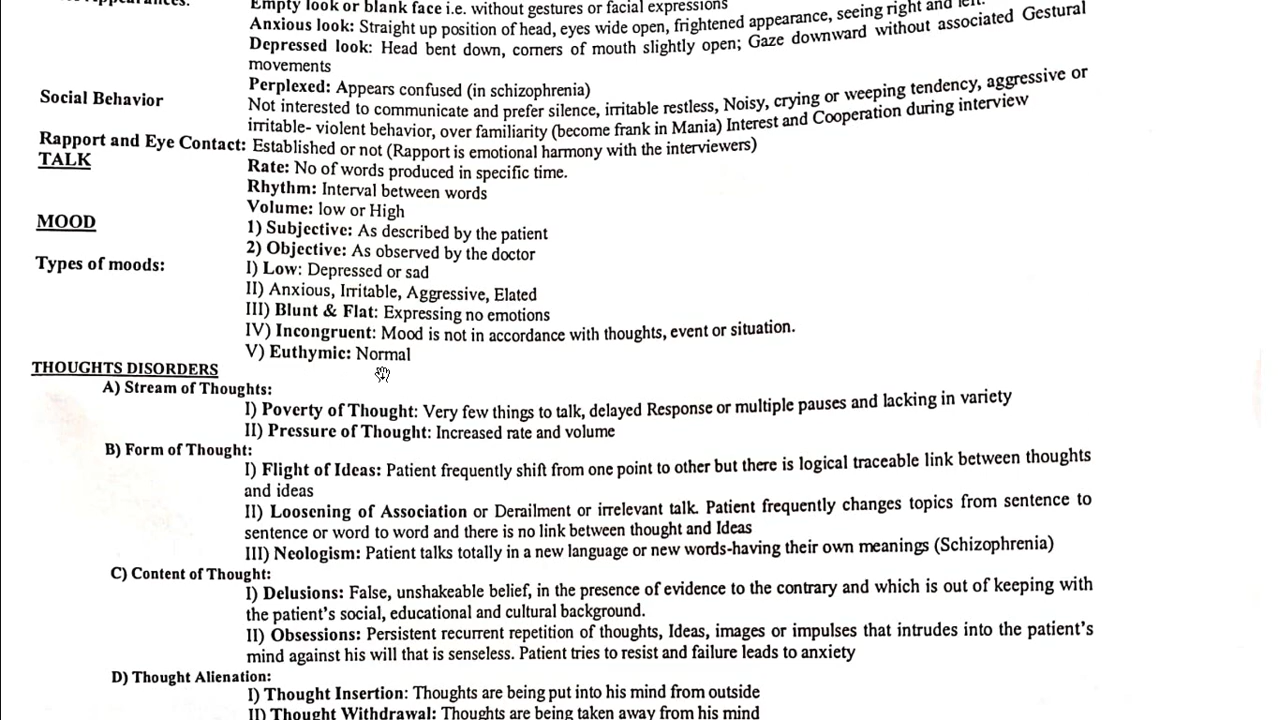 Empty look or blank face i.e. without gestures or facial expressions
Anxious look: Straight up position of head, eyes wide open, frightened appearance, seeing right and left.
Depressed look: Head bent down, corners of mouth slightly open; Gaze downward without associated Gestural
movements
Perplexed: Appears confused (in schizophrenia)
Social Behavior Not interested to communicate and prefer silence, irritable restless, Noisy, crying or weeping tendency, aggressive or
irritable- violent behavior, over familiarity (become frank in Mania) Interest and Cooperation during interview
Rapport and Eye Contact: Established or not (Rapport is emotional harmony with the interviewers)
TALK Rate: No of words produced in specific time.
Rhythm: Interval between words
Volume: low or High
MOOD 1) Subjective: As described by the patient
2) Objective: As observed by the doctor
Types of moods: I) Low: Depressed or sad
II) Anxious, Irritable, Aggressive, Elated
III) Blunt & Flat: Expressing no emotions
IV) Incongruent: Mood is not in accordance with thoughts, event or situation.
V) Euthymic: Normal
THOUGHTS DISORDERS
A) Stream of Thoughts:
I) Poverty of Thought: Very few things to talk, delayed Response or multiple pauses and lacking in variety
II) Pressure of Thought: Increased rate and volume
B) Form of Thought:
I) Flight of Ideas: Patient frequently shift from one point to other but there is logical traceable link between thoughts
and ideas
II) Loosening of Association or Derailment or irrelevant talk. Patient frequently changes topics from sentence to
sentence or word to word and there is no link between thought and Ideas
III) Neologism: Patient talks totally in a new language or new words-having their own meanings (Schizophrenia)
C) Content of Thought:
I) Delusions: False, unshakeable belief, in the presence of evidence to the contrary and which is out of keeping with
the patient's social, educational and cultural background.
II) Obsessions: Persistent recurrent repetition of thoughts, Ideas, images or impulses that intrudes into the patient's
mind against his will that is senseless. Patient tries to resist and failure leads to anxiety
D) Thought Alienation:
I) Thought Insertion: Thoughts are being put into his mind from outside
II) Thought Withdrawal: Thoughts are being taken away from his mind